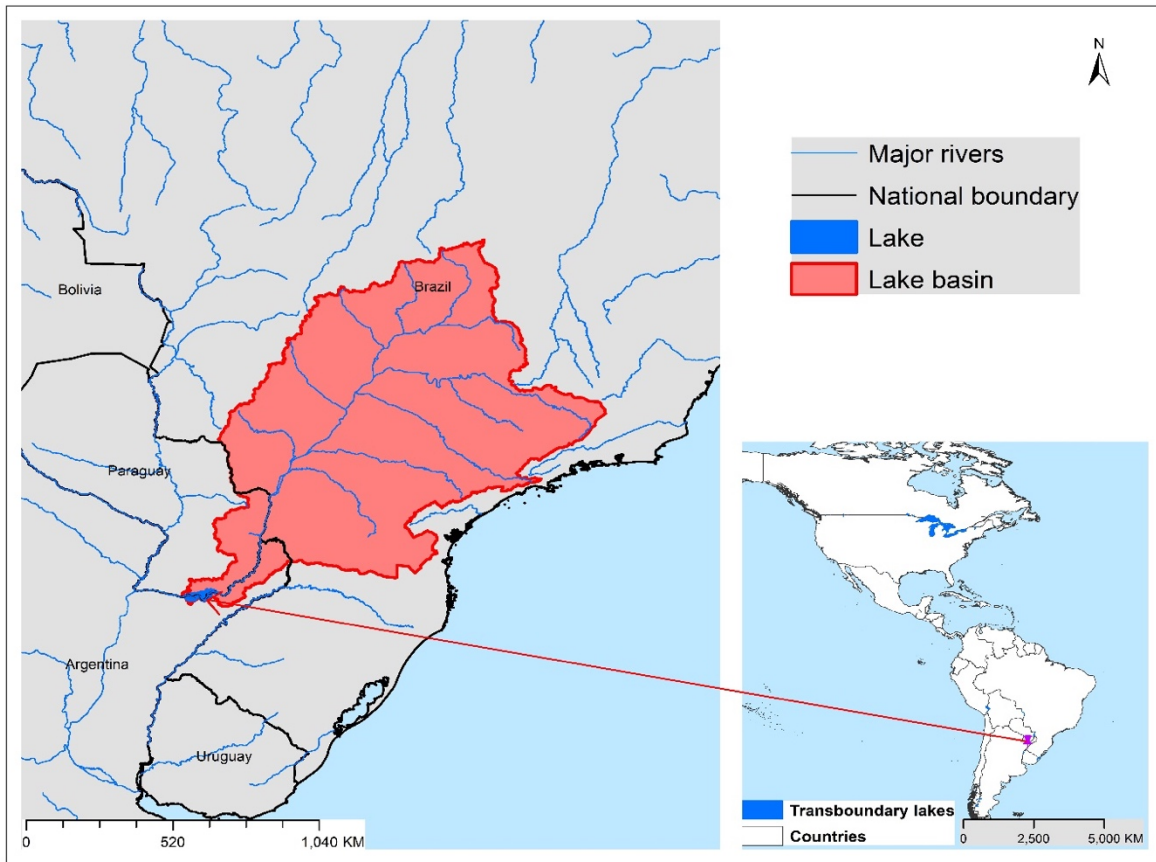 N
Major rivers
National boundary
Lake
Lake basin
Bolivia
Brazil
Paraguay
Argentina
Uruguay
0 520 1,040 KM
Transboundary lakes
Countries
0 2,500 5,000 KM